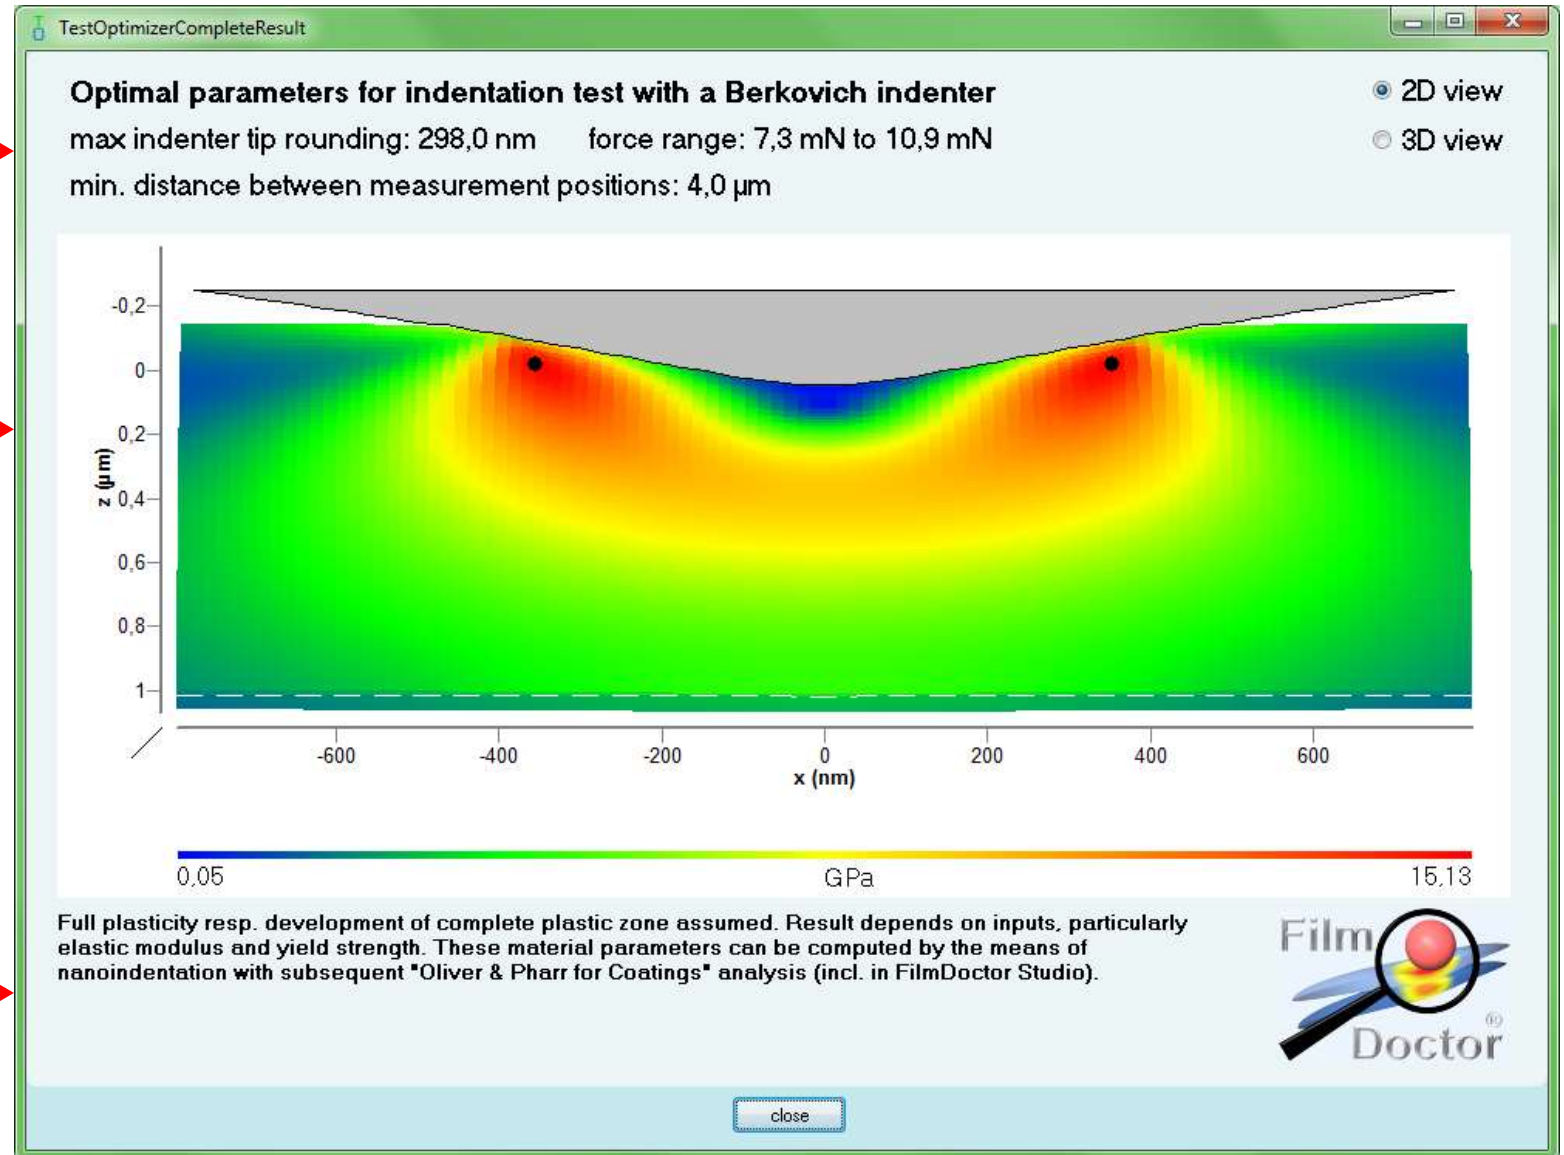 TestOptimizerCompleteResult
Optimal parameters for indentation test with a Berkovich indenter
2D view
max indenter tip rounding: 298,0 nm force range: 7,3 mN to 10,9 mN
3D view
min. distance between measurement positions: 4,0 µm
-0,2
0
0,2
z (µm)
0,4
0,6
0,8
1
-600 -400 -200 0 200 400 600
x (nm)
0,05 GPa 15,13
Full plasticity resp. development of complete plastic zone assumed. Result depends on inputs, particularly
elastic modulus and yield strength. These material parameters can be computed by the means of
nanoindentation with subsequent "Oliver & Pharr for Coatings" analysis (incl. in FilmDoctor Studio).
Film
Doctor ®
close